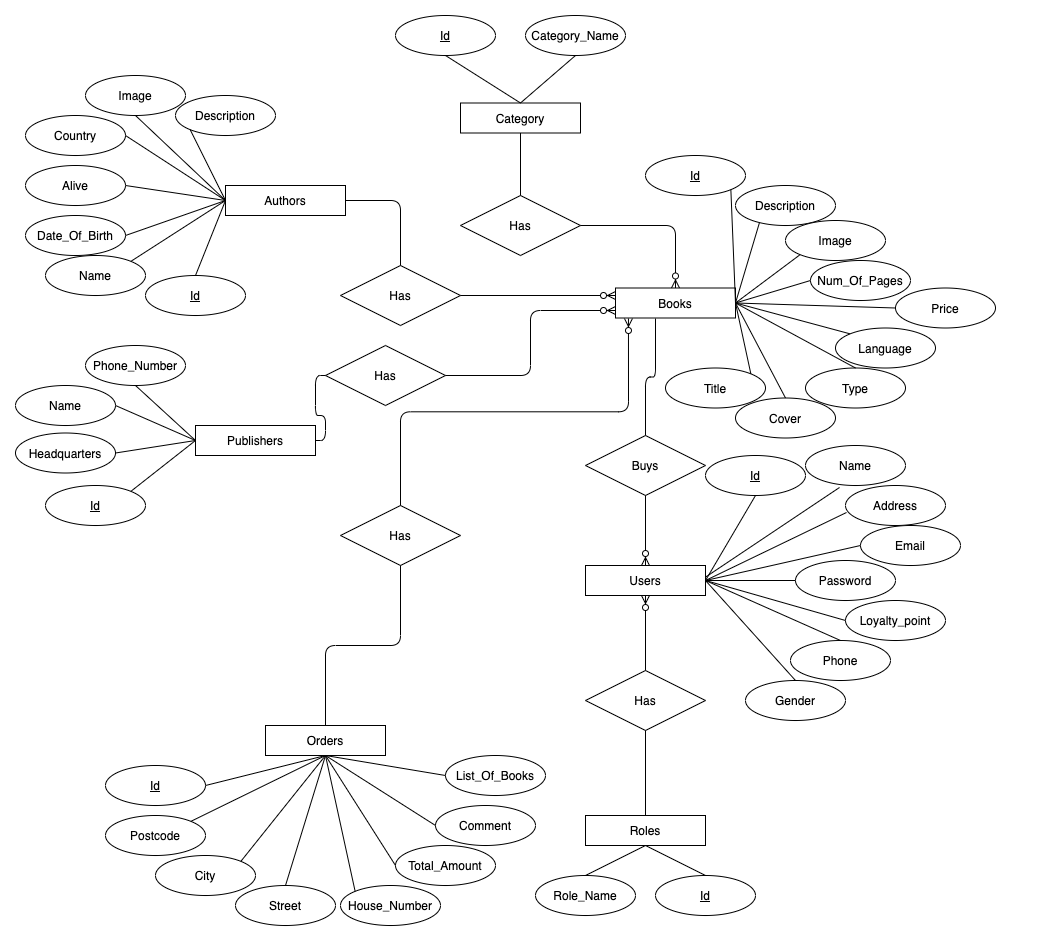 Id
Category_Name
Image
Description
Country
Category
Alive
Id
Authors
Description
Date_Of_Birth
Has
Image
Name
Id
Has
Num_Of_Pages
Books
Price
Language
Phone_Number
Has
Title
Type
Name
Cover
Publishers
Headquarters
Buys
Name
Id
Id
Address
Has
Email
Users
Password
Loyalty_point
Phone
Has
Gender
Orders
List_Of_Books
Id
Comment
Postcode
Roles
Total_Amount
City
Street
House_Number
Role_Name
Id